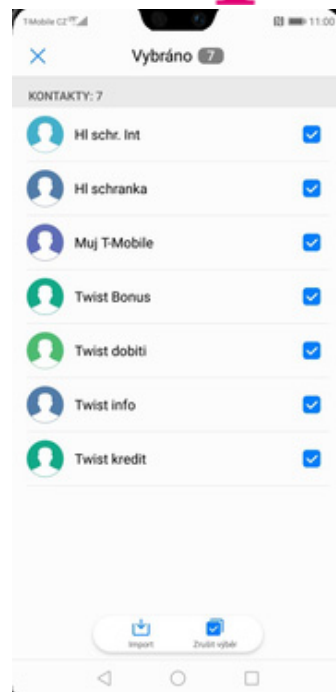 T-Mobile CZ 11:00
Vybráno 7
KONTAKTY: 7
Hl schr. Int
Hl schranka
Muj T-Mobile
Twist Bonus
Twist dobiti
Twist info
Twist kredit
Import Zrušit výběr